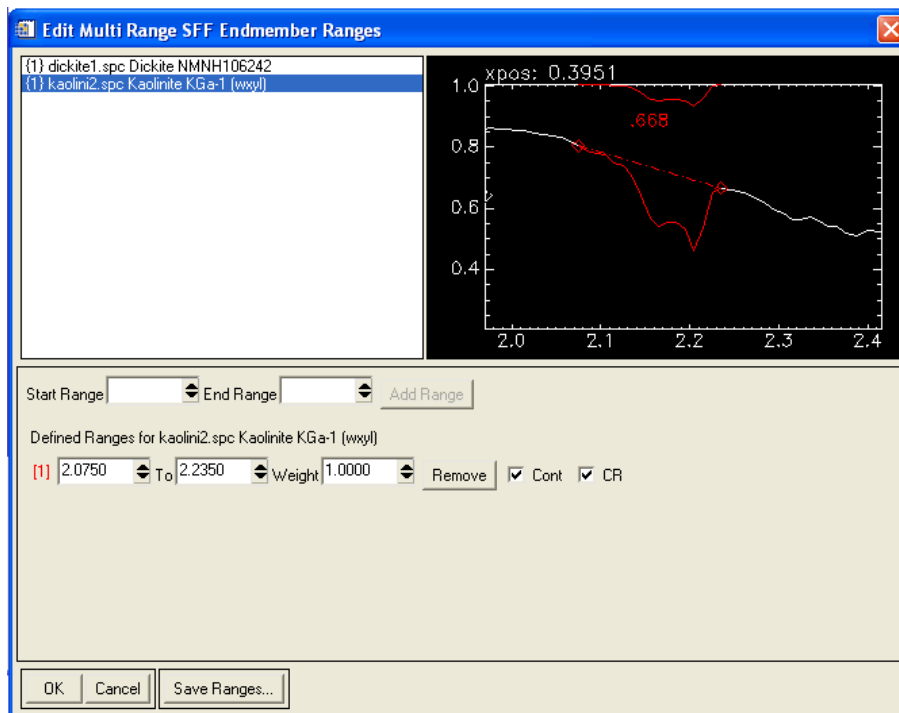 Edit Multi Range SFF Endmember Ranges
{1} dickite1.spc Dickite NMNH106242
{1} kaolini2.spc Kaolinite KGa-1 (wxyl)
xpos: 0.3951
1.0
.668
0.8
0.6
0.4
2.0 2.1 2.2 2.3 2.4
Start Range End Range Add Range
Defined Ranges for kaolini2.spc Kaolinite KGa-1 (wxyl)
[1] 2.0750 To 2.2350 Weight 1.0000 Remove Cont CR
OK Cancel Save Ranges...